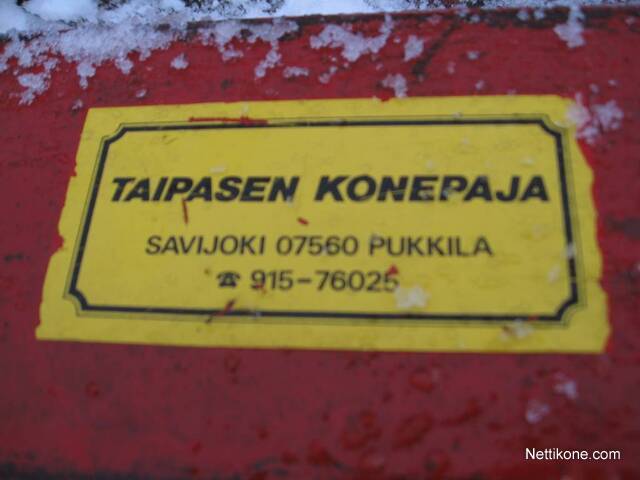 TAIPASEN KONEPAJA
SAVIJOKI 07560 PUKKILA
☎ 915-76025
Nettikone.com